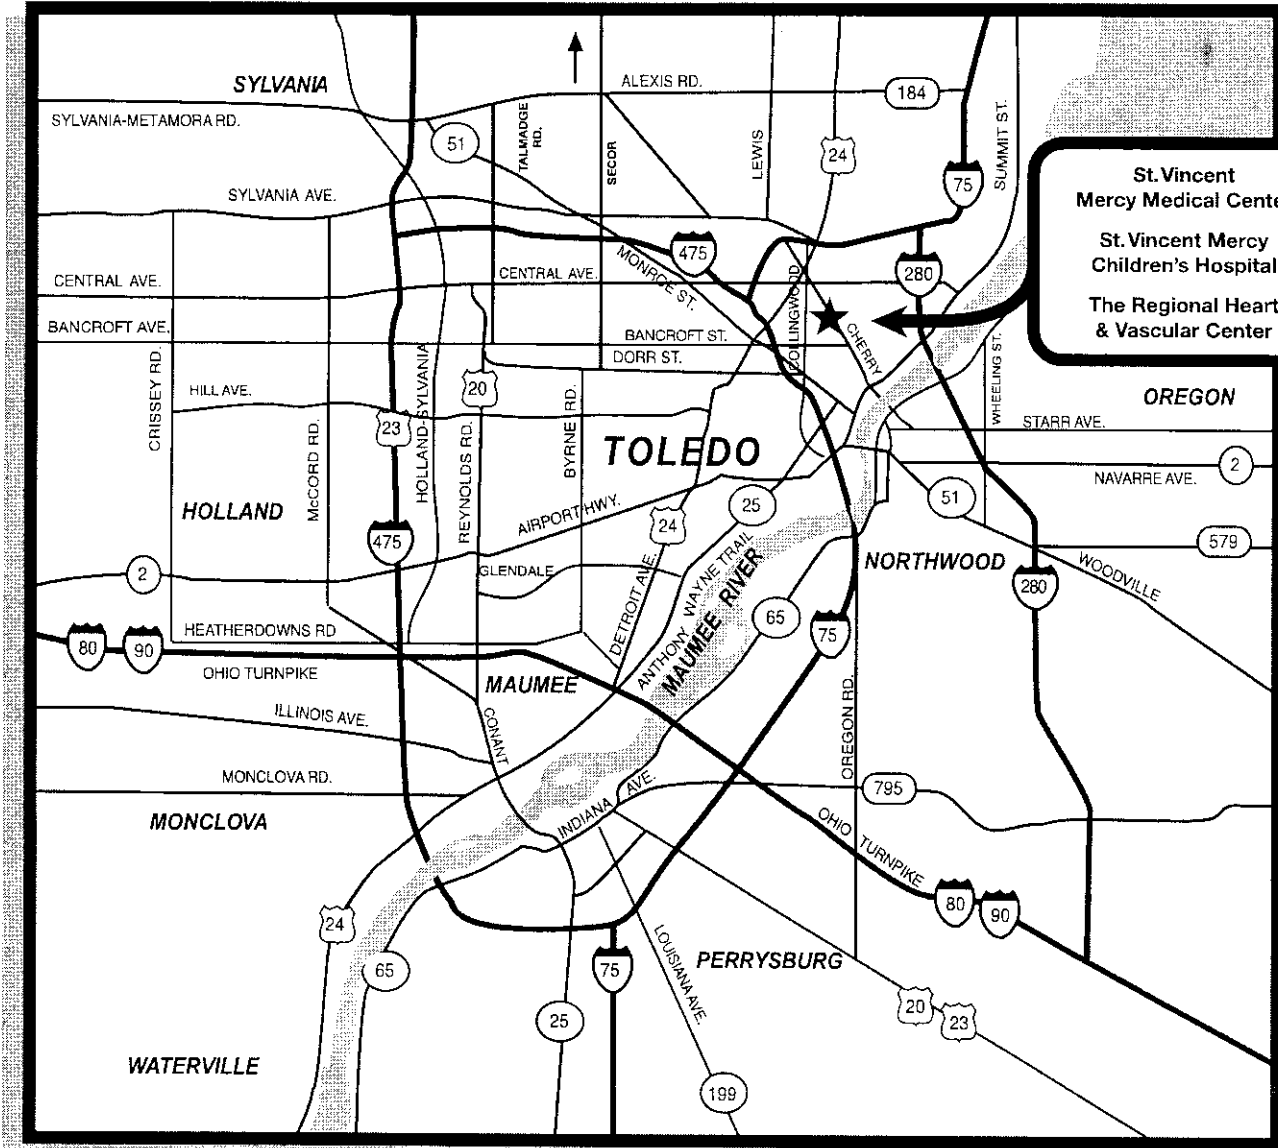 SYLVANIA
ALEXIS RD.
184
SYLVANIA-METAMORA RD.
51
TALMADGE
RD.
SECOR
LEWIS
24
SUMMIT ST.
75
St. Vincent
Mercy Medical Cente
St. Vincent Mercy
Children's Hospital
The Regional Heart
& Vascular Center
SYLVANIA AVE.
475
MONROE ST.
280
CENTRAL AVE.
CENTRAL AVE.
COLLINGWOOD
BANCROFT AVE.
BANCROFT ST.
CHERRY
DORR ST.
CRISSEY RD.
HILL AVE.
20
HOLLAND-SYLVANIA
BYRNE RD.
WHEELING ST.
OREGON
23
STARR AVE.
McCORD RD.
REYNOLDS RD.
TOLEDO
2
NAVARRE AVE.
HOLLAND
AIRPORT HWY.
25
51
24
475
579
NORTHWOOD
2
GLENDALE
WOODVILLE
280
DETROIT AVE.
ANTHONY WAYNE TRAIL
MAUMEE RIVER
65
75
HEATHERDOWNS RD
80
90
OHIO TURNPIKE
MAUMEE
OREGON RD.
ILLINOIS AVE.
CONANT
MONCLOVA RD.
INDIANA AVE.
795
MONCLOVA
OHIO TURNPIKE
80
90
24
65
LOUISIANA AVE.
PERRYSBURG
75
20
23
25
WATERVILLE
199